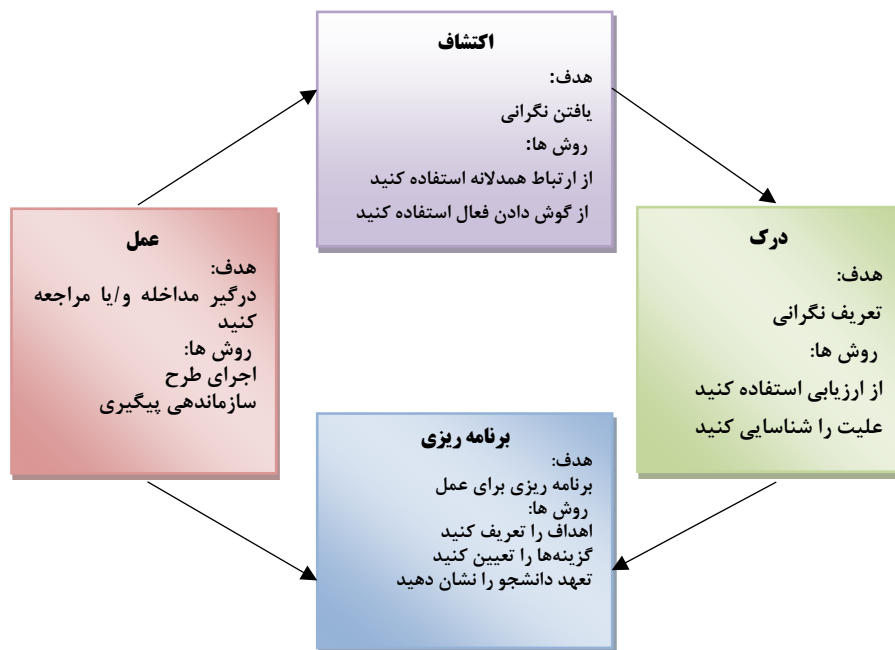 اکتشاف
هدف:
یافتن نگرانی
روش ها:
از ارتباط همدلانه استفاده کنید
از گوش دادن فعال استفاده کنید
درک
هدف:
تعریف نگرانی
روش ها:
از ارزیابی استفاده کنید
علیت را شناسایی کنید
برنامه ریزی
هدف:
برنامه ریزی برای عمل
روش ها:
اهداف را تعریف کنید
گزینه‌ها را تعیین کنید
تعهد دانشجو را نشان دهید
عمل
هدف:
درگیر مداخله و/یا مراجعه
کنید
روش ها:
اجرای طرح
سازماندهی پیگیری